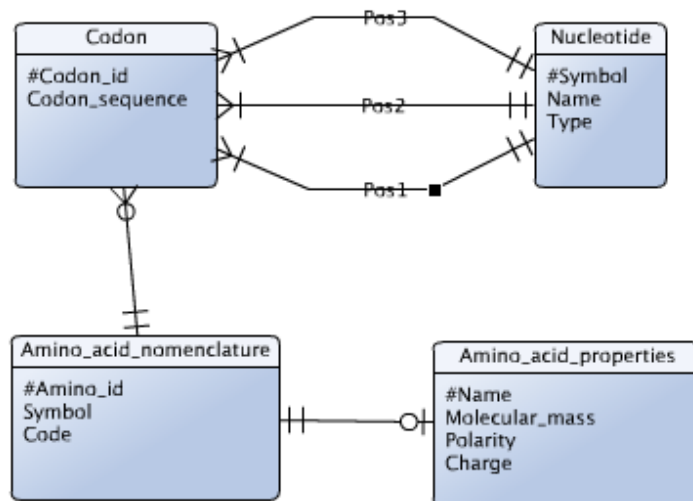 Codon
#Codon_id
Codon_sequence
Pos3
Pos2
Pos1
Nucleotide
#Symbol
Name
Type
Amino_acid_nomenclature
#Amino_id
Symbol
Code
Amino_acid_properties
#Name
Molecular_mass
Polarity
Charge